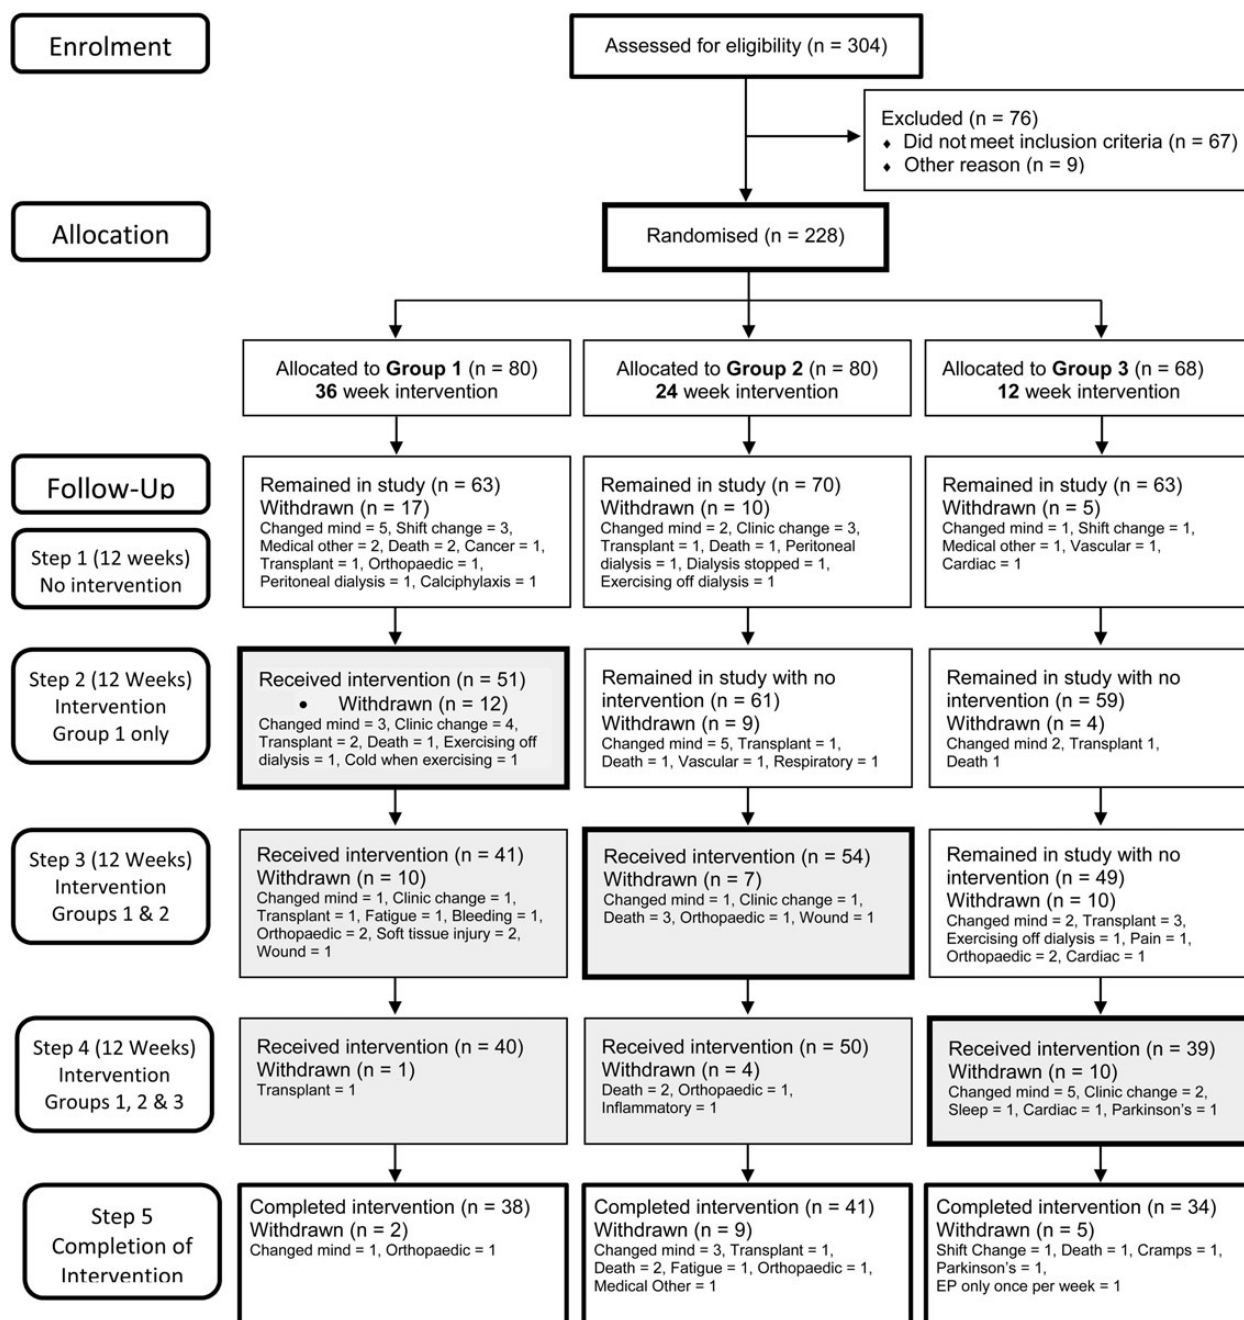 Enrolment
Assessed for eligibility (n = 304)
Excluded (n = 76)
♦ Did not meet inclusion criteria (n = 67)
♦ Other reason (n = 9)
Allocation
Randomised (n = 228)
Allocated to Group 1 (n = 80)
36 week intervention
Allocated to Group 2 (n = 80)
24 week intervention
Allocated to Group 3 (n = 68)
12 week intervention
Follow-Up
Step 1 (12 weeks)
No intervention
Remained in study (n = 63)
Withdrawn (n = 17)
Changed mind = 5, Shift change = 3,
Medical other = 2, Death = 2, Cancer = 1,
Transplant = 1, Orthopaedic = 1,
Peritoneal dialysis = 1, Calciphylaxis = 1
Remained in study (n = 70)
Withdrawn (n = 10)
Changed mind = 2, Clinic change = 3,
Transplant = 1, Death = 1, Peritoneal
dialysis = 1, Dialysis stopped = 1,
Exercising off dialysis = 1
Remained in study (n = 63)
Withdrawn (n = 5)
Changed mind = 1, Shift change = 1,
Medical other = 1, Vascular = 1,
Cardiac = 1
Step 2 (12 Weeks)
Intervention
Group 1 only
Received intervention (n = 51)
• Withdrawn (n = 12)
Changed mind = 3, Clinic change = 4,
Transplant = 2, Death = 1, Exercising off
dialysis = 1, Cold when exercising = 1
Remained in study with no
intervention (n = 61)
Withdrawn (n = 9)
Changed mind = 5, Transplant = 1,
Death = 1, Vascular = 1, Respiratory = 1
Remained in study with no
intervention (n = 59)
Withdrawn (n = 4)
Changed mind 2, Transplant 1,
Death 1
Step 3 (12 Weeks)
Intervention
Groups 1 & 2
Received intervention (n = 41)
Withdrawn (n = 10)
Changed mind = 1, Clinic change = 1,
Transplant = 1, Fatigue = 1, Bleeding = 1,
Orthopaedic = 2, Soft tissue injury = 2,
Wound = 1
Received intervention (n = 54)
Withdrawn (n = 7)
Changed mind = 1, Clinic change = 1,
Death = 3, Orthopaedic = 1, Wound = 1
Remained in study with no
intervention (n = 49)
Withdrawn (n = 10)
Changed mind = 2, Transplant = 3,
Exercising off dialysis = 1, Pain = 1,
Orthopaedic = 2, Cardiac = 1
Step 4 (12 Weeks)
Intervention
Groups 1, 2 & 3
Received intervention (n = 40)
Withdrawn (n = 1)
Transplant = 1
Received intervention (n = 50)
Withdrawn (n = 4)
Death = 2, Orthopaedic = 1,
Inflammatory = 1
Received intervention (n = 39)
Withdrawn (n = 10)
Changed mind = 5, Clinic change = 2,
Sleep = 1, Cardiac = 1, Parkinson's = 1
Step 5
Completion of
Intervention
Completed intervention (n = 38)
Withdrawn (n = 2)
Changed mind = 1, Orthopaedic = 1
Completed intervention (n = 41)
Withdrawn (n = 9)
Changed mind = 3, Transplant = 1,
Death = 2, Fatigue = 1, Orthopaedic = 1,
Medical Other = 1
Completed intervention (n = 34)
Withdrawn (n = 5)
Shift Change = 1, Death = 1, Cramps = 1,
Parkinson's = 1,
EP only once per week = 1